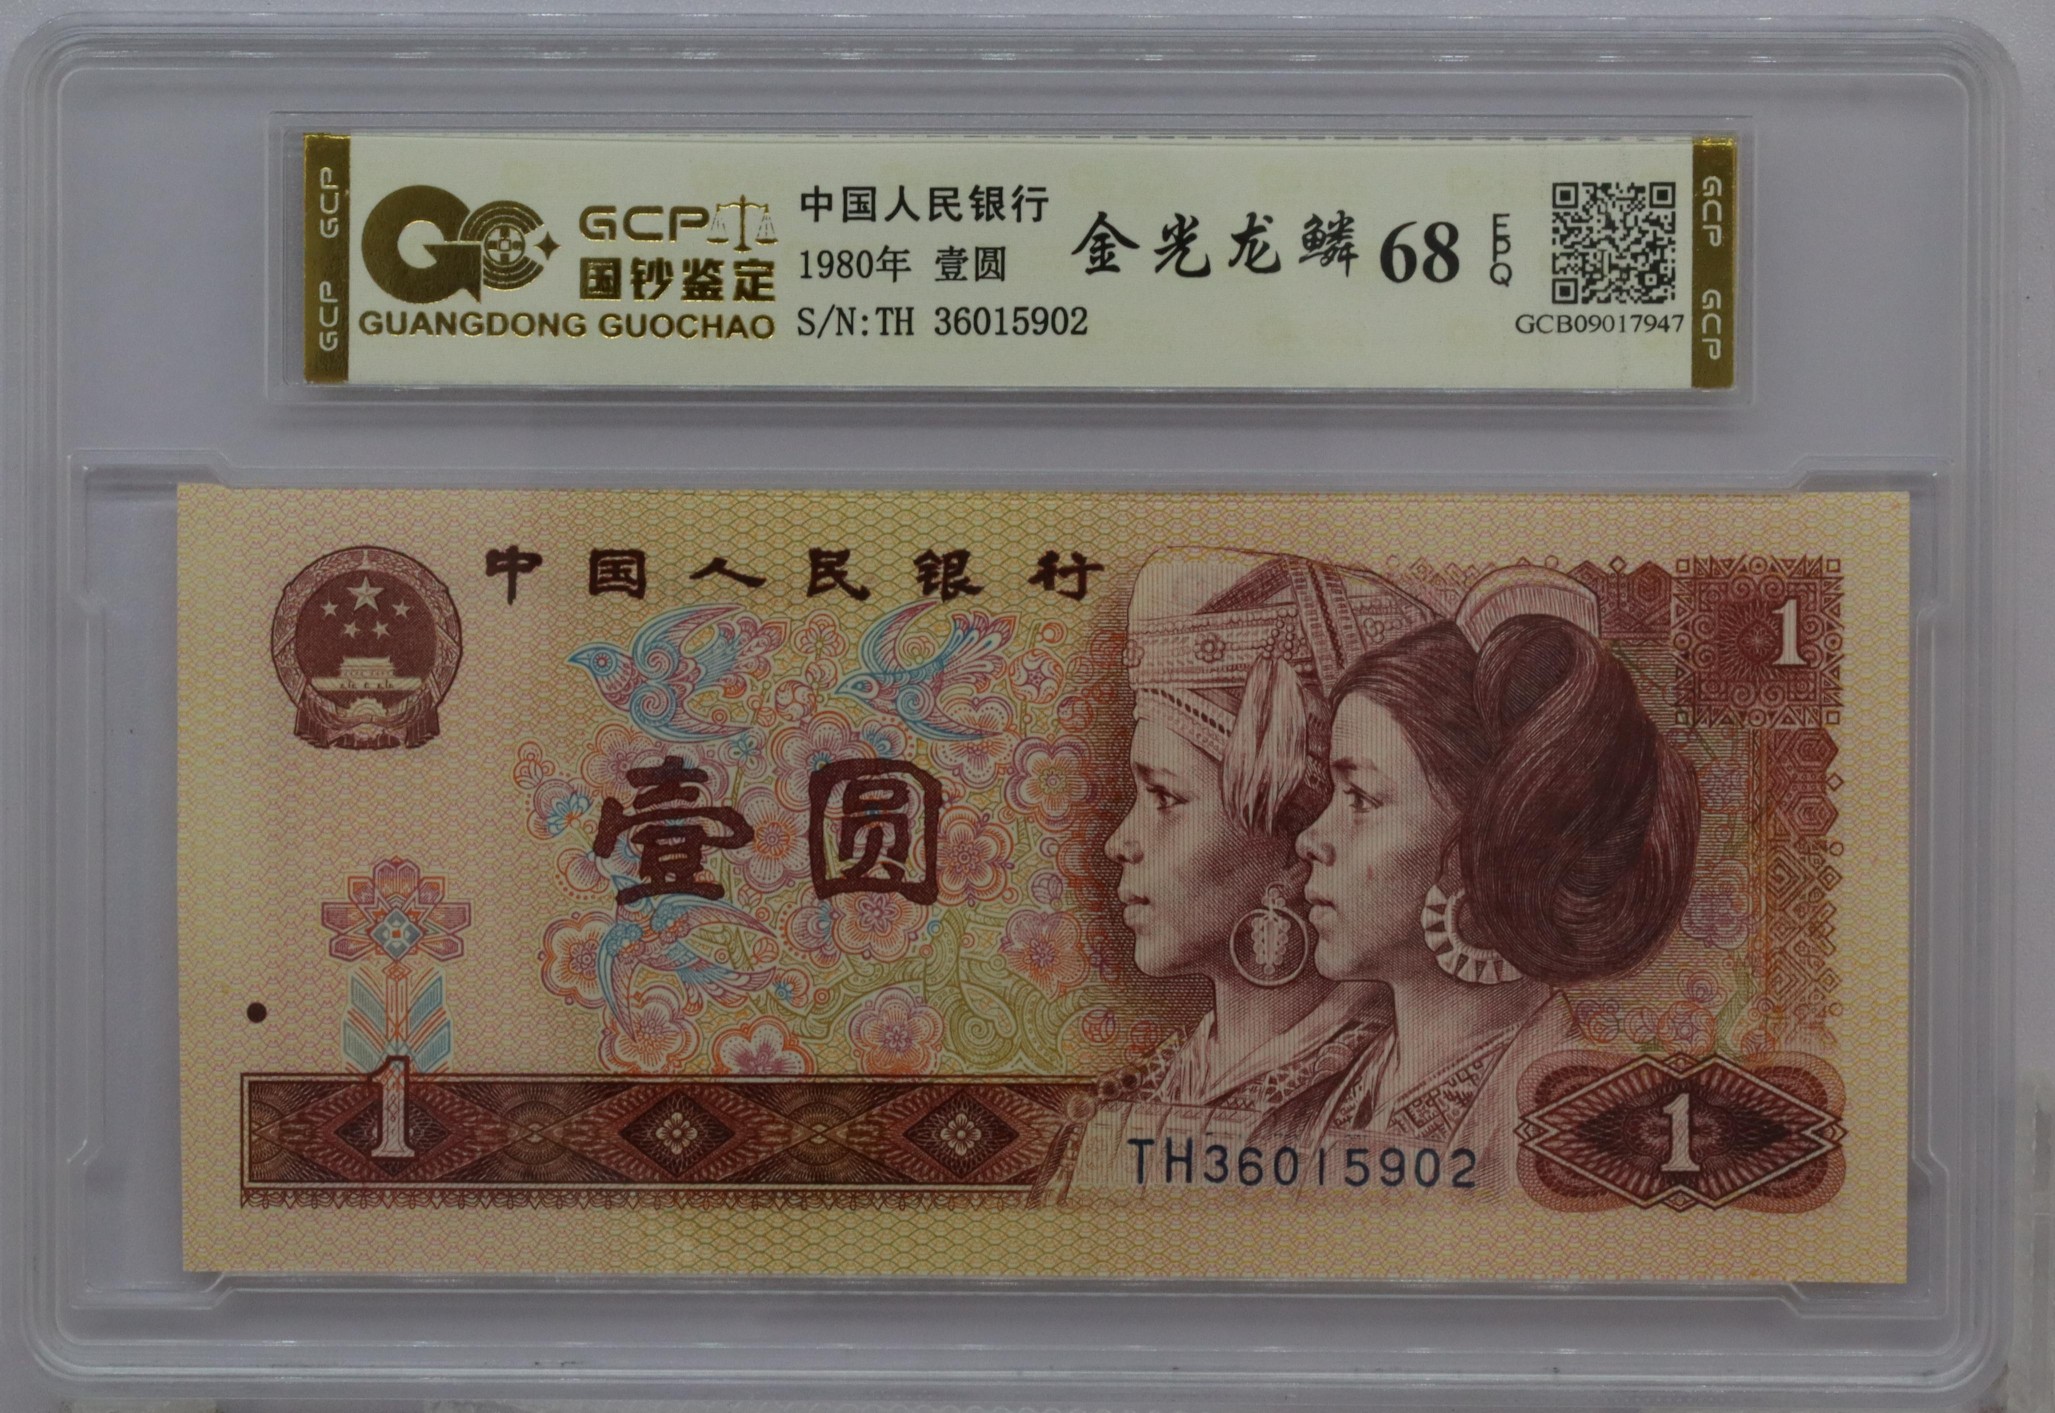 GCP
GCP
GCP
国钞鉴定
GUANGDONG GUOCHAO
中国人民银行
1980年 壹圆
S/N:TH 36015902
金光龙鳞 68 EPQ
GCB09017947
GCP
GCP
中国人民银行
1
壹圆
1
TH36015902
1